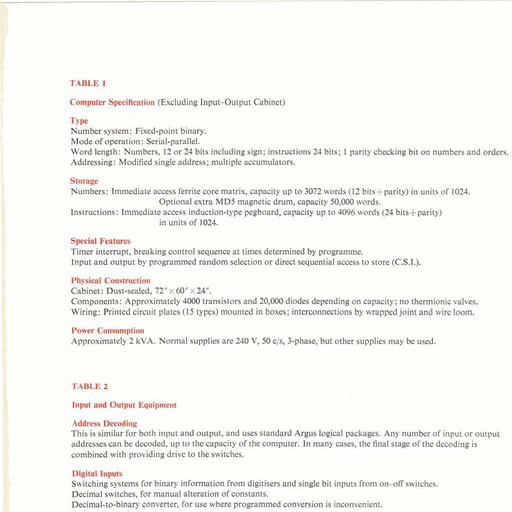 TABLE 1
Computer Specification (Excluding Input–Output Cabinet)
Type
Number system: Fixed-point binary.
Mode of operation: Serial-parallel.
Word length: Numbers, 12 or 24 bits including sign; instructions 24 bits; 1 parity checking bit on numbers and orders.
Addressing: Modified single address; multiple accumulators.
Storage
Numbers: Immediate access ferrite core matrix, capacity up to 3072 words (12 bits+parity) in units of 1024.
Optional extra MD5 magnetic drum, capacity 50,000 words.
Instructions: Immediate access induction-type pegboard, capacity up to 4096 words (24 bits+parity)
in units of 1024.
Special Features
Timer interrupt, breaking control sequence at times determined by programme.
Input and output by programmed random selection or direct sequential access to store (C.S.I.).
Physical Construction
Cabinet: Dust-sealed, 72″×60″×24″.
Components: Approximately 4000 transistors and 20,000 diodes depending on capacity; no thermionic valves.
Wiring: Printed circuit plates (15 types) mounted in boxes; interconnections by wrapped joint and wire loom.
Power Consumption
Approximately 2 kVA. Normal supplies are 240 V, 50 c/s, 3-phase, but other supplies may be used.
TABLE 2
Input and Output Equipment
Address Decoding
This is similar for both input and output, and uses standard Argus logical packages. Any number of input or output
addresses can be decoded, up to the capacity of the computer. In many cases, the final stage of the decoding is
combined with providing drive to the switches.
Digital Inputs
Switching systems for binary information from digitisers and single bit inputs from on–off switches.
Decimal switches, for manual alteration of constants.
Decimal-to-binary converter, for use where programmed conversion is inconvenient.